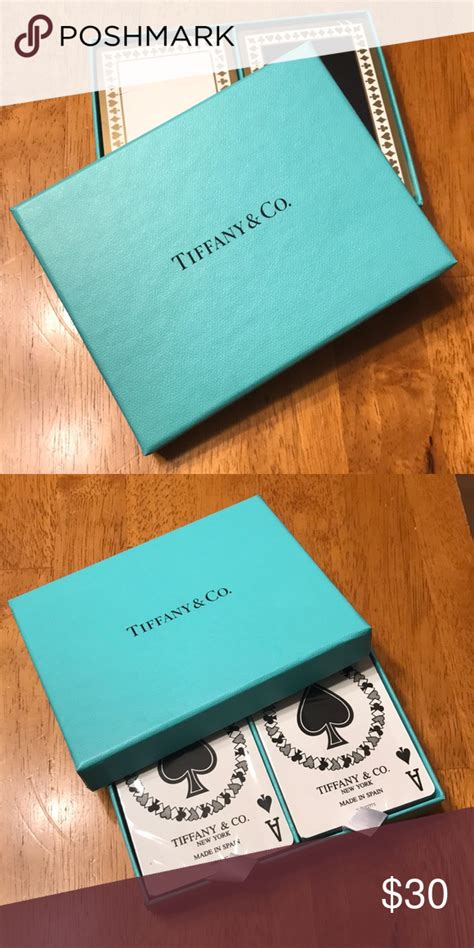 POSHMARK
TIFFANY & CO.
TIFFANY & CO.
TIFFANY & CO.
NEW YORK
MADE IN SPAIN
A
TIFFANY & CO.
NEW YORK
MADE IN SPAIN
A
$30